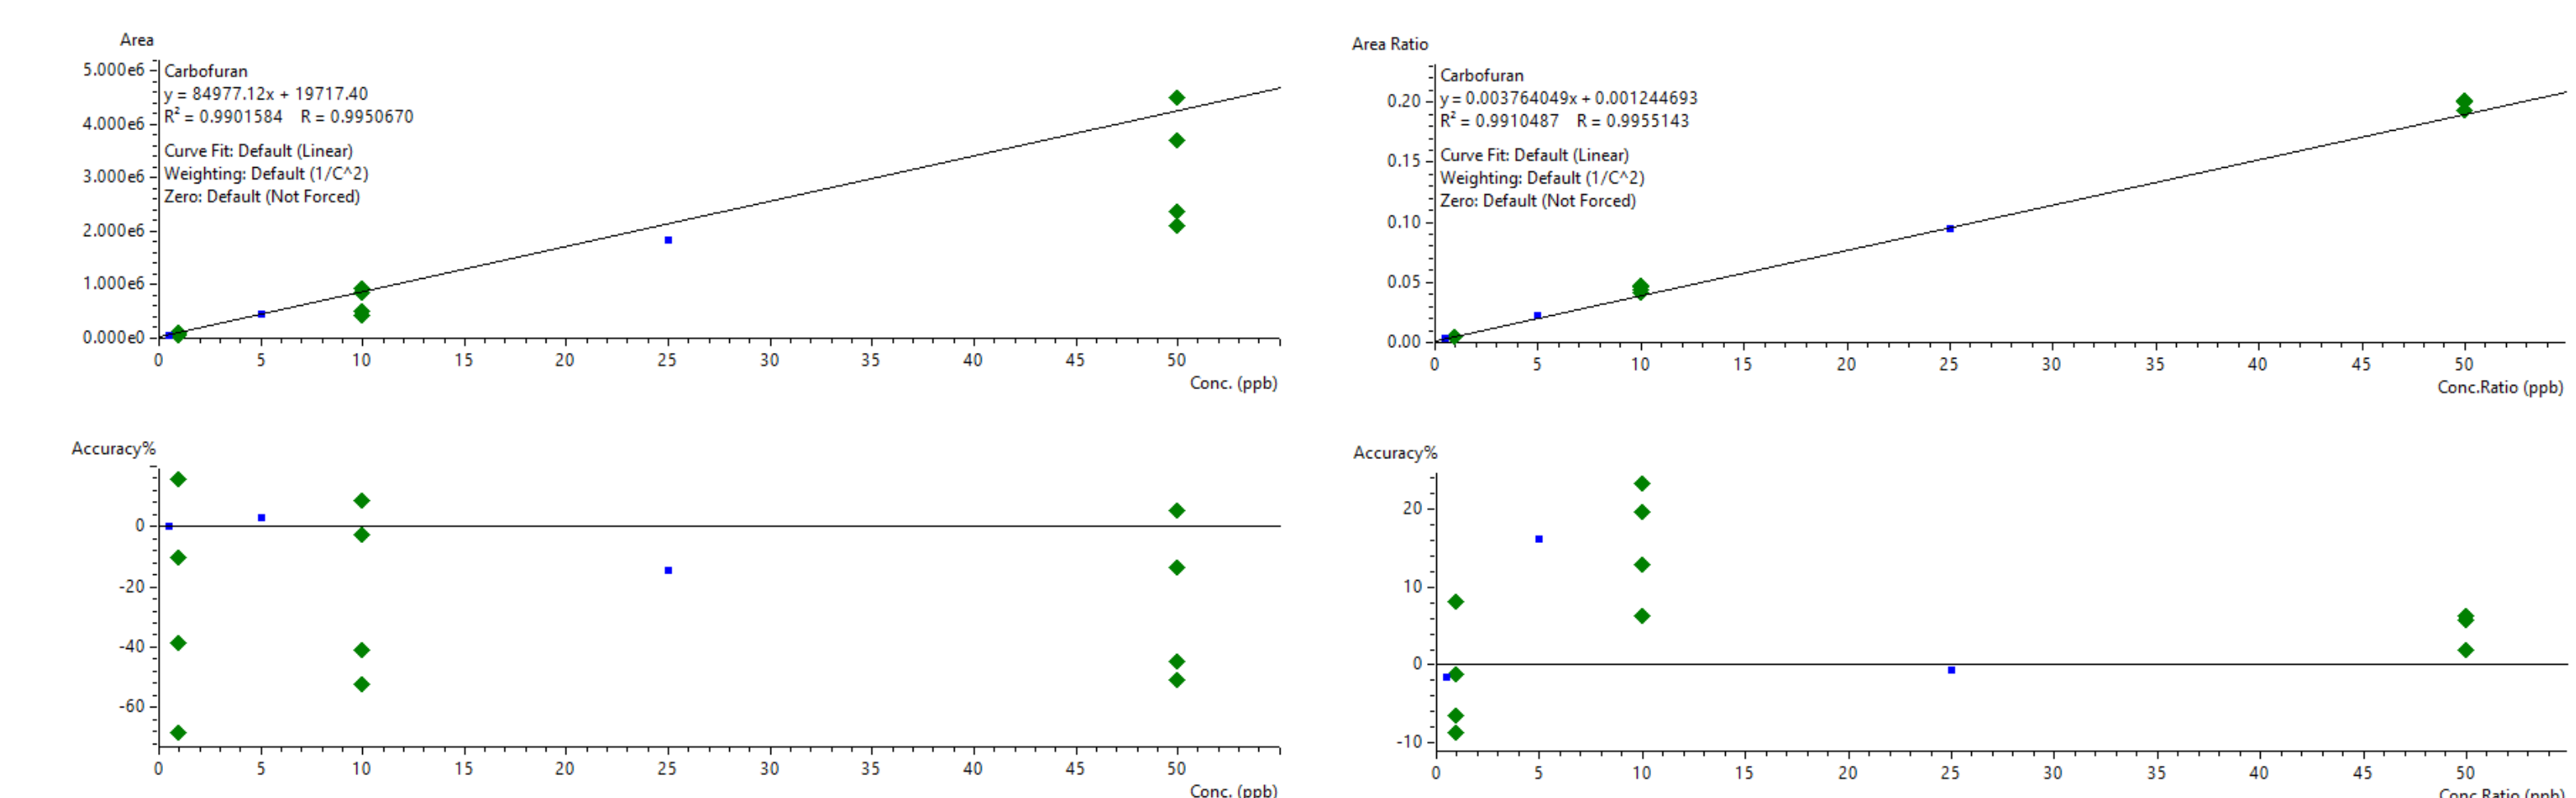 Area
5.000e6
4.000e6
3.000e6
2.000e6
1.000e6
0.000e0
Carbofuran
y = 84977.12x + 19717.40
R² = 0.9901584 R = 0.9950670
Curve Fit: Default (Linear)
Weighting: Default (1/C^2)
Zero: Default (Not Forced)
0 5 10 15 20 25 30 35 40 45 50
Conc. (ppb)
Area Ratio
0.20
0.15
0.10
0.05
0.00
Carbofuran
y = 0.003764049x + 0.001244693
R² = 0.9910487 R = 0.9955143
Curve Fit: Default (Linear)
Weighting: Default (1/C^2)
Zero: Default (Not Forced)
0 5 10 15 20 25 30 35 40 45 50
Conc.Ratio (ppb)
Accuracy%
0
-20
-40
-60
0 5 10 15 20 25 30 35 40 45 50
Conc. (ppb)
Accuracy%
20
10
0
-10
0 5 10 15 20 25 30 35 40 45 50
Conc.Ratio (ppb)